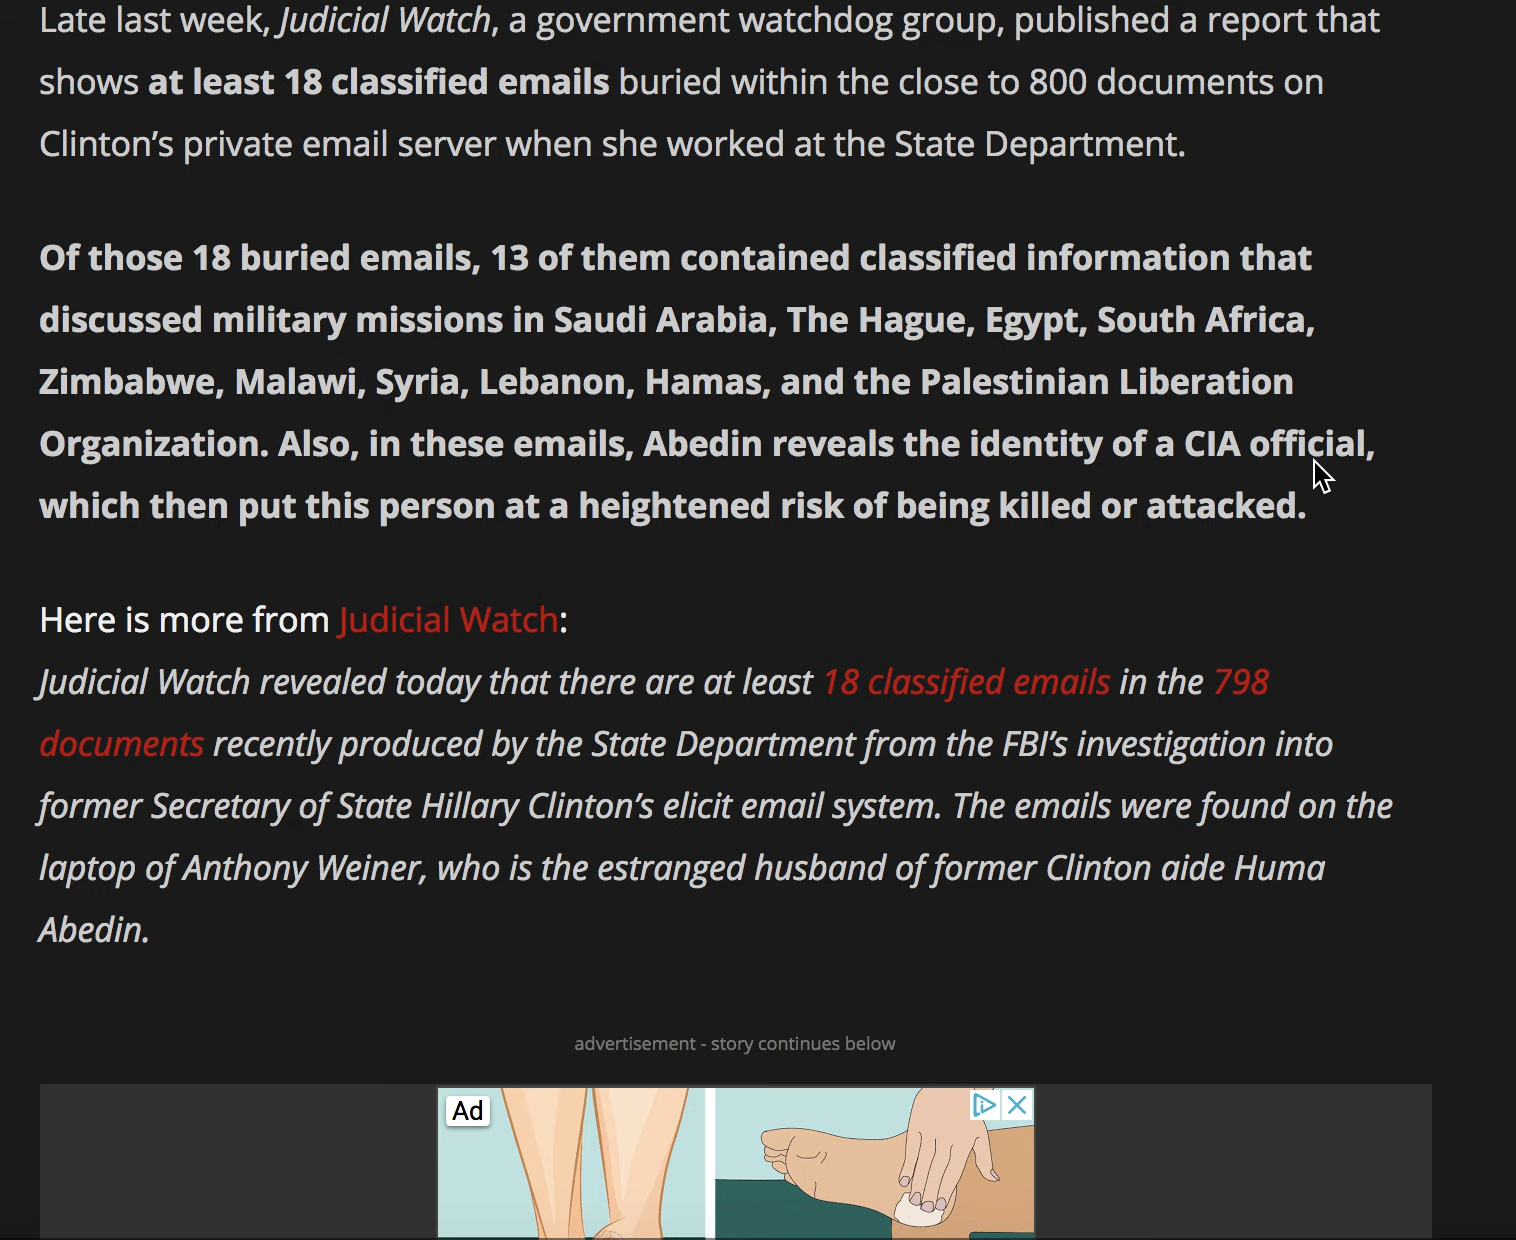 Late last week, Judicial Watch, a government watchdog group, published a report that
shows at least 18 classified emails buried within the close to 800 documents on
Clinton’s private email server when she worked at the State Department.
Of those 18 buried emails, 13 of them contained classified information that
discussed military missions in Saudi Arabia, The Hague, Egypt, South Africa,
Zimbabwe, Malawi, Syria, Lebanon, Hamas, and the Palestinian Liberation
Organization. Also, in these emails, Abedin reveals the identity of a CIA official,
which then put this person at a heightened risk of being killed or attacked.
Here is more from Judicial Watch:
Judicial Watch revealed today that there are at least 18 classified emails in the 798
documents recently produced by the State Department from the FBI’s investigation into
former Secretary of State Hillary Clinton’s elicit email system. The emails were found on the
laptop of Anthony Weiner, who is the estranged husband of former Clinton aide Huma
Abedin.
advertisement - story continues below
Ad